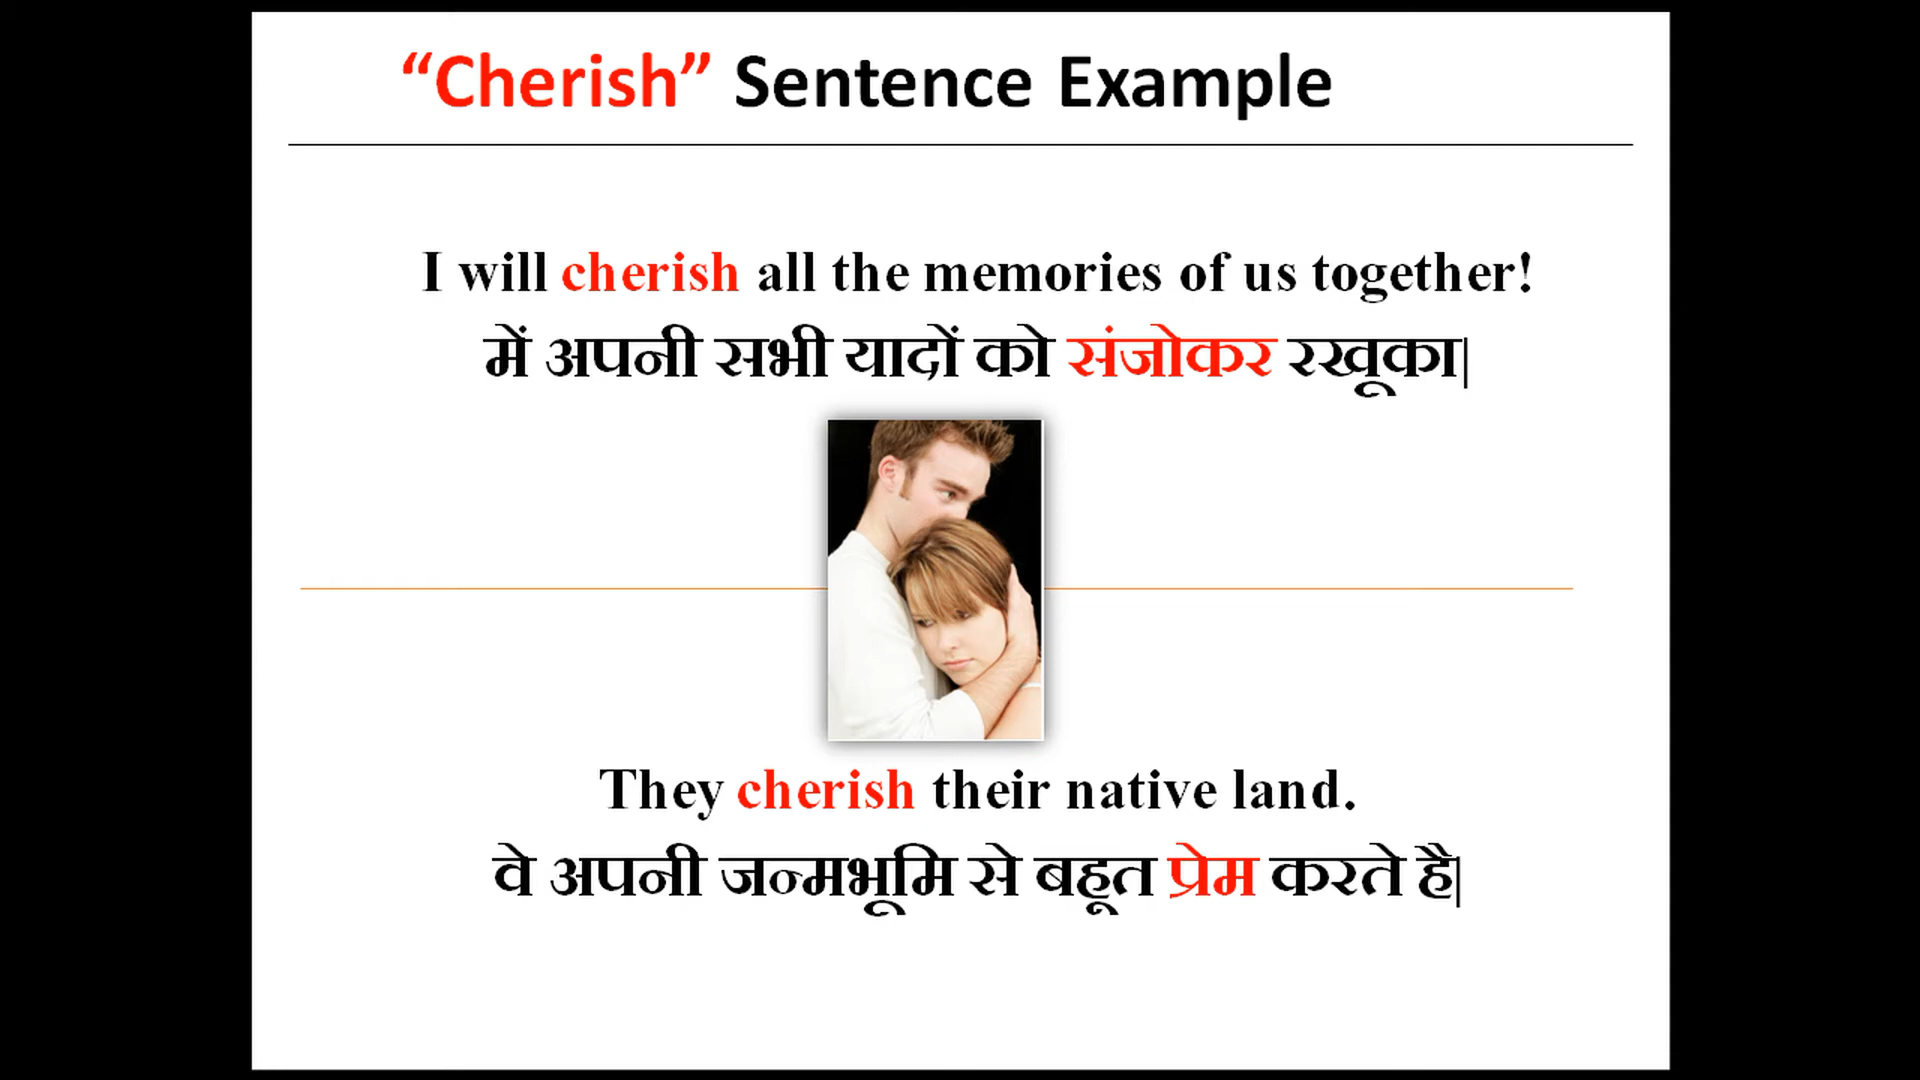 “Cherish” Sentence Example
I will cherish all the memories of us together!
में अपनी सभी यादों को संजोकर रखूका|
They cherish their native land.
वे अपनी जन्मभूमि से बहूत प्रेम करते है|